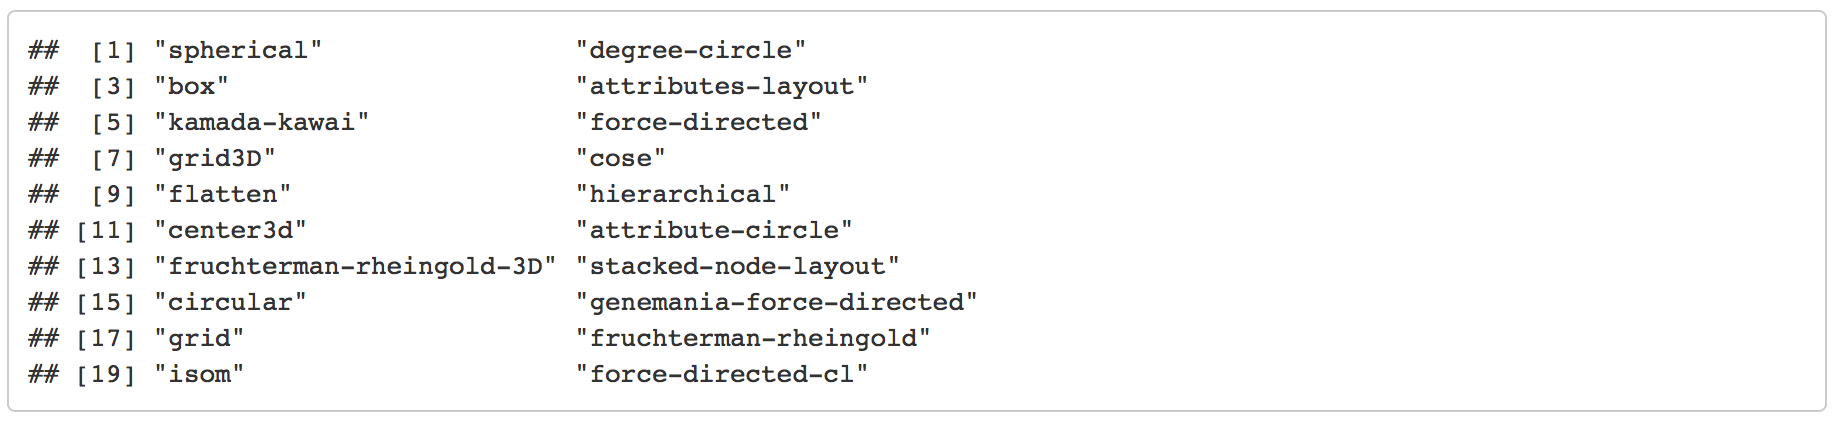 ##  [1] "spherical"                "degree-circle"
##  [3] "box"                      "attributes-layout"
##  [5] "kamada-kawai"             "force-directed"
##  [7] "grid3D"                   "cose"
##  [9] "flatten"                  "hierarchical"
## [11] "center3d"                 "attribute-circle"
## [13] "fruchterman-rheingold-3D" "stacked-node-layout"
## [15] "circular"                 "genemania-force-directed"
## [17] "grid"                     "fruchterman-rheingold"
## [19] "isom"                     "force-directed-cl"